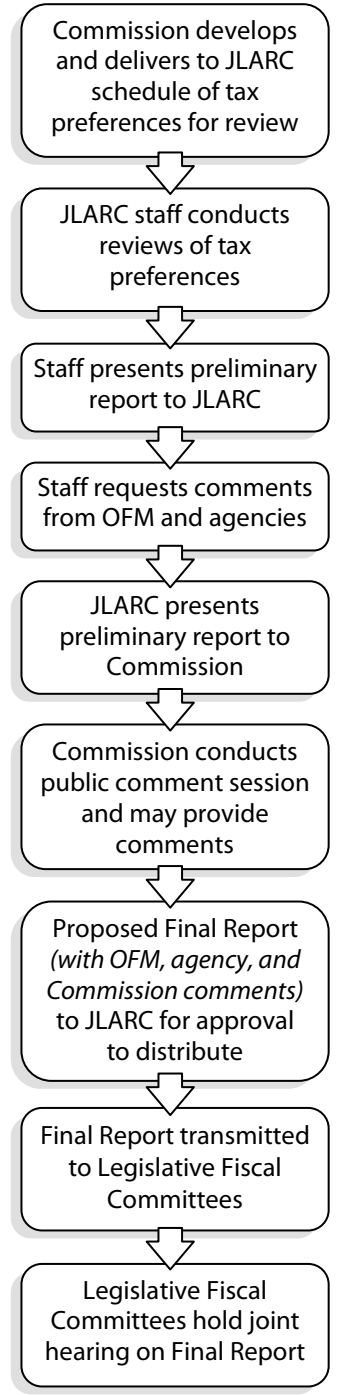 Commission develops
and delivers to JLARC
schedule of tax
preferences for review
JLARC staff conducts
reviews of tax
preferences
Staff presents preliminary
report to JLARC
Staff requests comments
from OFM and agencies
JLARC presents
preliminary report to
Commission
Commission conducts
public comment session
and may provide
comments
Proposed Final Report
(with OFM, agency, and
Commission comments)
to JLARC for approval
to distribute
Final Report transmitted
to Legislative Fiscal
Committees
Legislative Fiscal
Committees hold joint
hearing on Final Report